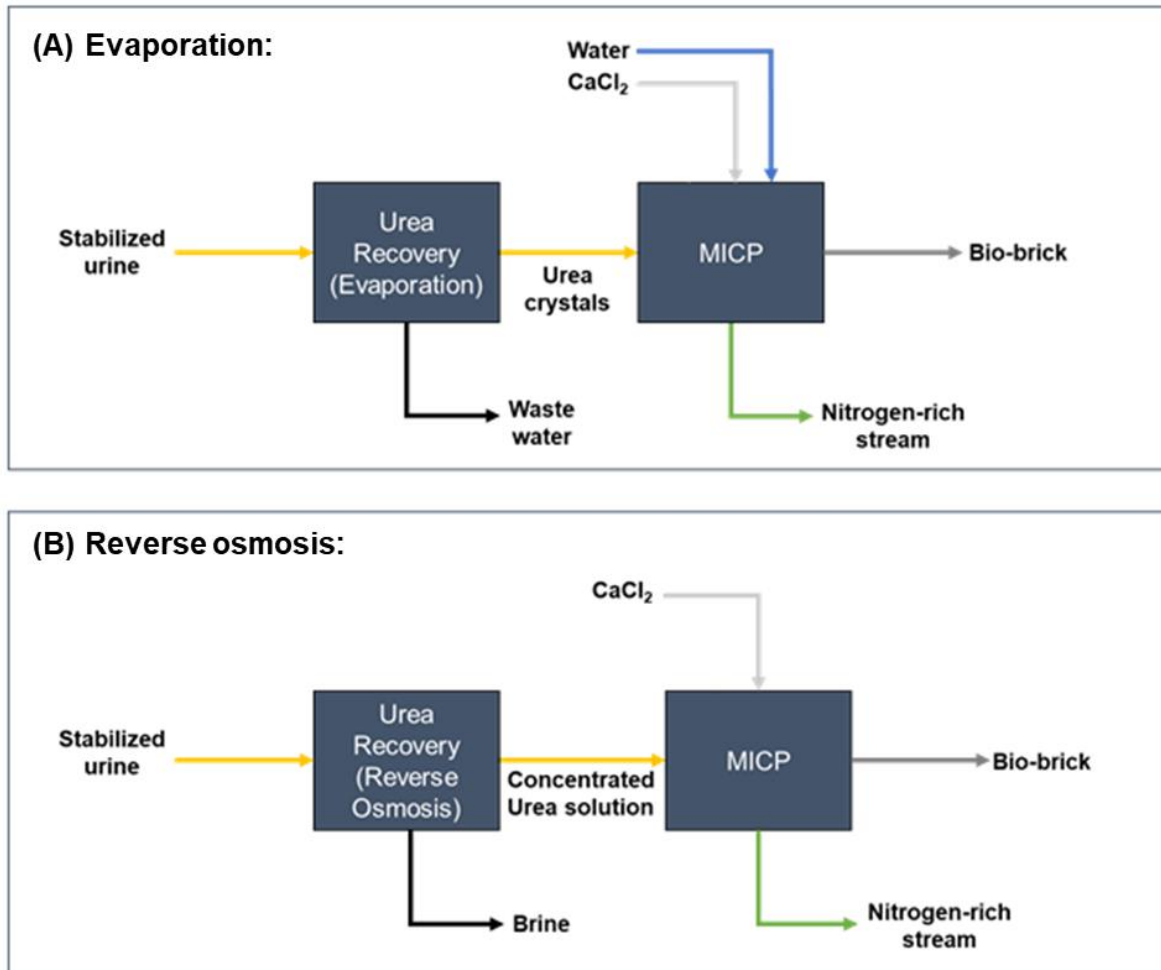 (A) Evaporation:
Water
CaCl₂
Stabilized
urine
Urea
Recovery
(Evaporation)
Urea
crystals
MICP
Bio-brick
Waste
water
Nitrogen-rich
stream
(B) Reverse osmosis:
CaCl₂
Stabilized
urine
Urea
Recovery
(Reverse
Osmosis)
Concentrated
Urea solution
MICP
Bio-brick
Brine
Nitrogen-rich
stream